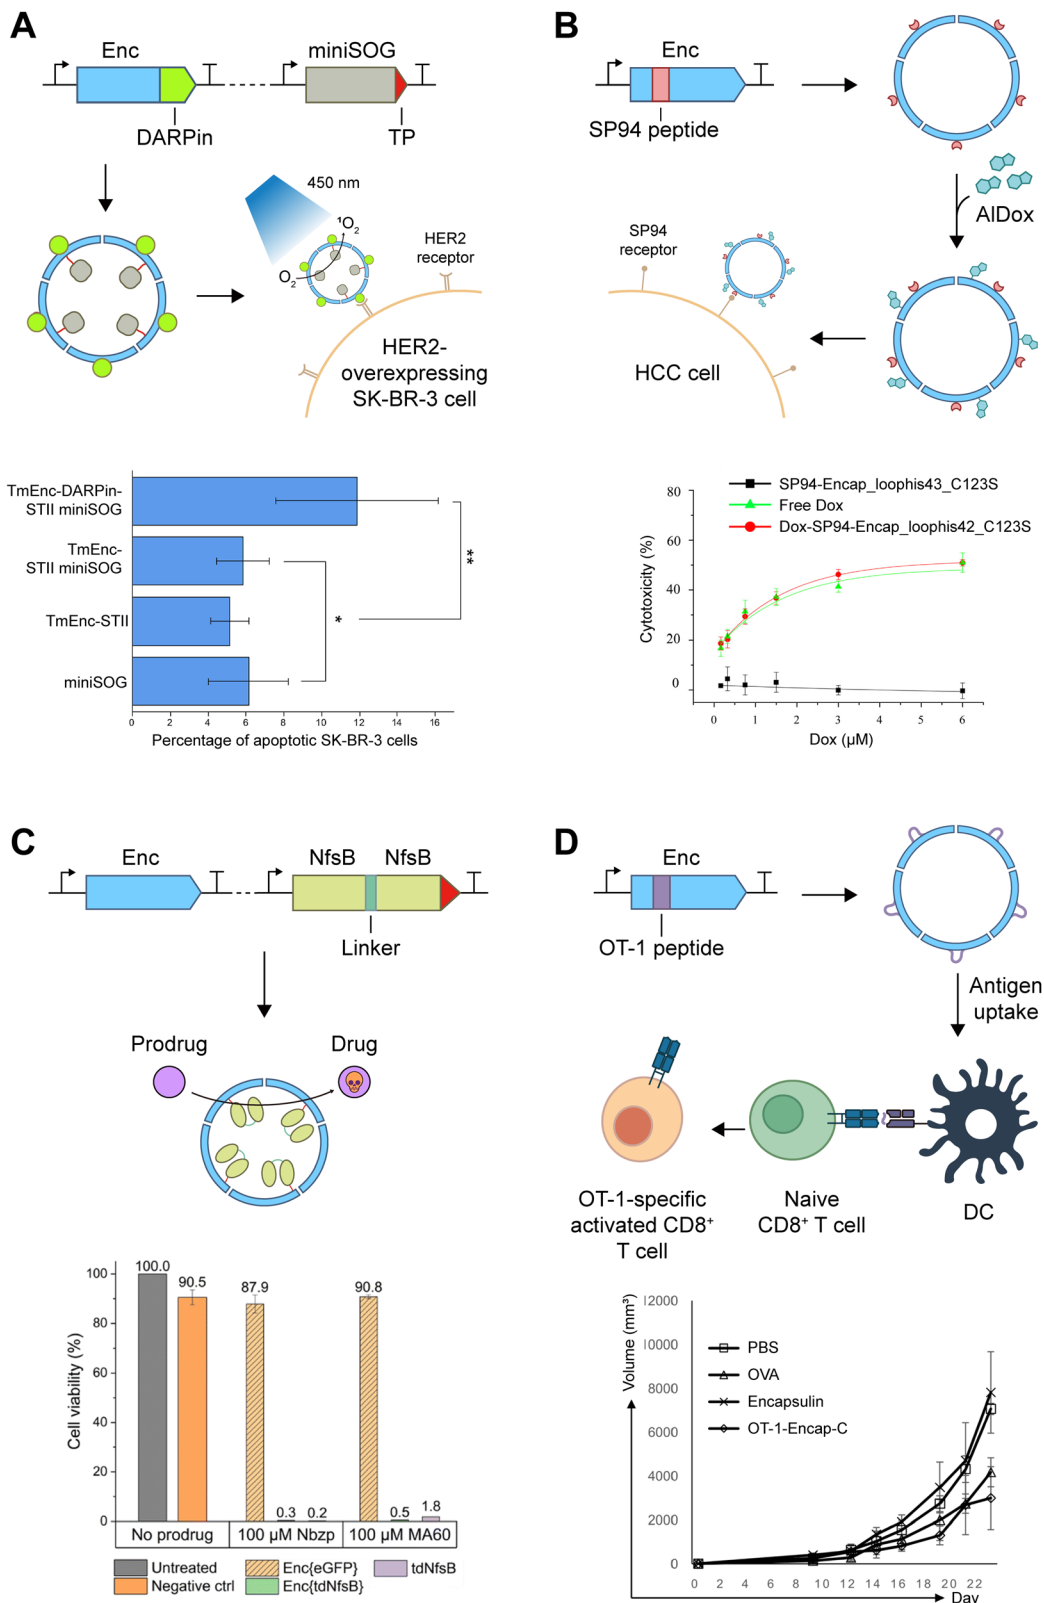 A
Enc
miniSOG
DARPin
TP
450 nm
¹O₂
O₂
HER2
receptor
HER2-
overexpressing
SK-BR-3 cell
TmEnc-DARPin-
STII miniSOG
TmEnc-
STII miniSOG
TmEnc-STII
miniSOG
**
*
0 2 4 6 8 10 12 14 16
Percentage of apoptotic SK-BR-3 cells
B
Enc
SP94 peptide
AlDox
SP94
receptor
HCC cell
SP94-Encap_loophis43_C123S
Free Dox
Dox-SP94-Encap_loophis42_C123S
80
60
40
20
0
Cytotoxicity (%)
0 1 2 3 4 5 6
Dox (µM)
C
Enc
NfsB NfsB
Linker
Prodrug
Drug
100
80
60
40
20
0
Cell viability (%)
100.0
90.5
87.9
0.3
0.2
90.8
0.5
1.8
No prodrug
100 µM Nbzp
100 µM MA60
Untreated
Negative ctrl
Enc{eGFP}
Enc{tdNfsB}
tdNfsB
D
Enc
OT-1 peptide
Antigen
uptake
OT-1-specific
activated CD8⁺
T cell
Naive
CD8⁺ T cell
DC
Volume (mm³)
12000
10000
8000
6000
4000
2000
0
PBS
OVA
Encapsulin
OT-1-Encap-C
0 2 4 6 8 10 12 14 16 18 20 22
Day